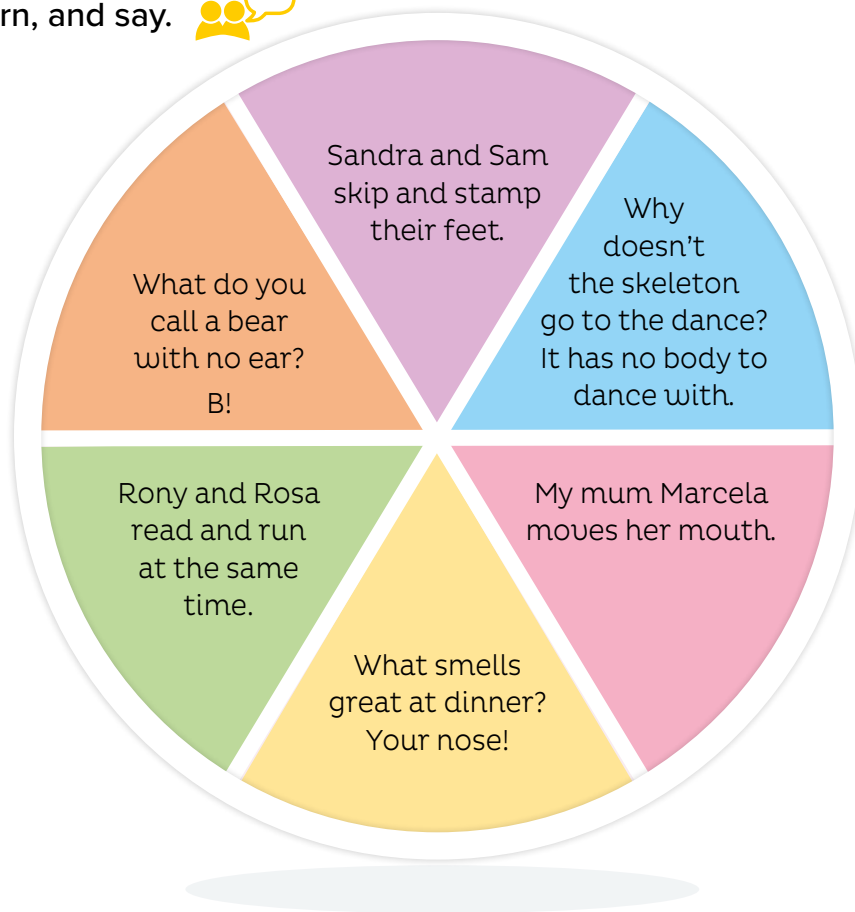 rn, and say.
Sandra and Sam
skip and stamp
their feet.
Why
doesn't
the skeleton
go to the dance?
It has no body to
dance with.
My mum Marcela
moves her mouth.
What smells
great at dinner?
Your nose!
Rony and Rosa
read and run
at the same
time.
What do you
call a bear
with no ear?
B!